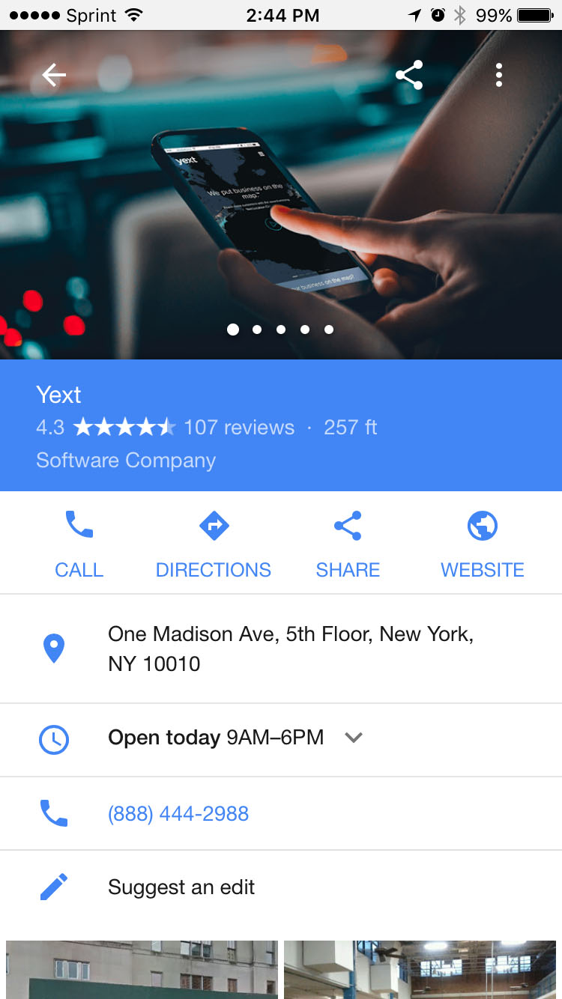 Sprint 2:44 PM 99%
yext
We put business on the
map.
Yext
4.3 107 reviews · 257 ft
Software Company
CALL DIRECTIONS SHARE WEBSITE
One Madison Ave, 5th Floor, New York,
NY 10010
Open today 9AM–6PM
(888) 444-2988
Suggest an edit